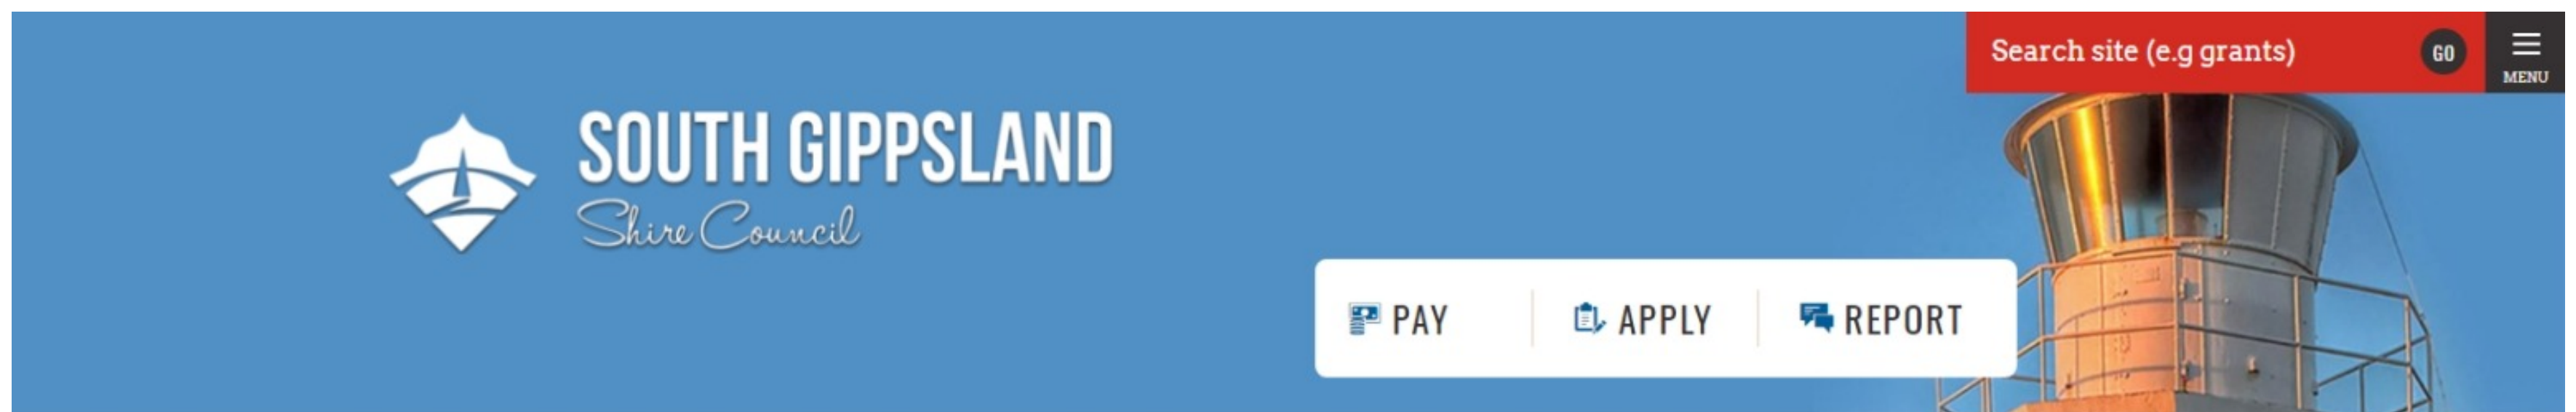 Search site (e.g grants)
GO
MENU
SOUTH GIPPSLAND
Shire Council
PAY
APPLY
REPORT